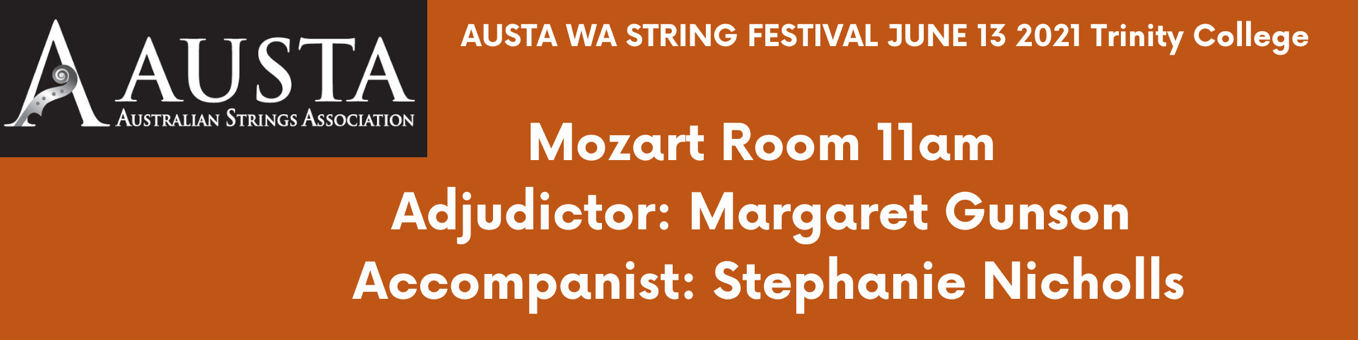 AUSTA
AUSTRALIAN STRINGS ASSOCIATION
AUSTA WA STRING FESTIVAL JUNE 13 2021 Trinity College
Mozart Room 11am
Adjudictor: Margaret Gunson
Accompanist: Stephanie Nicholls